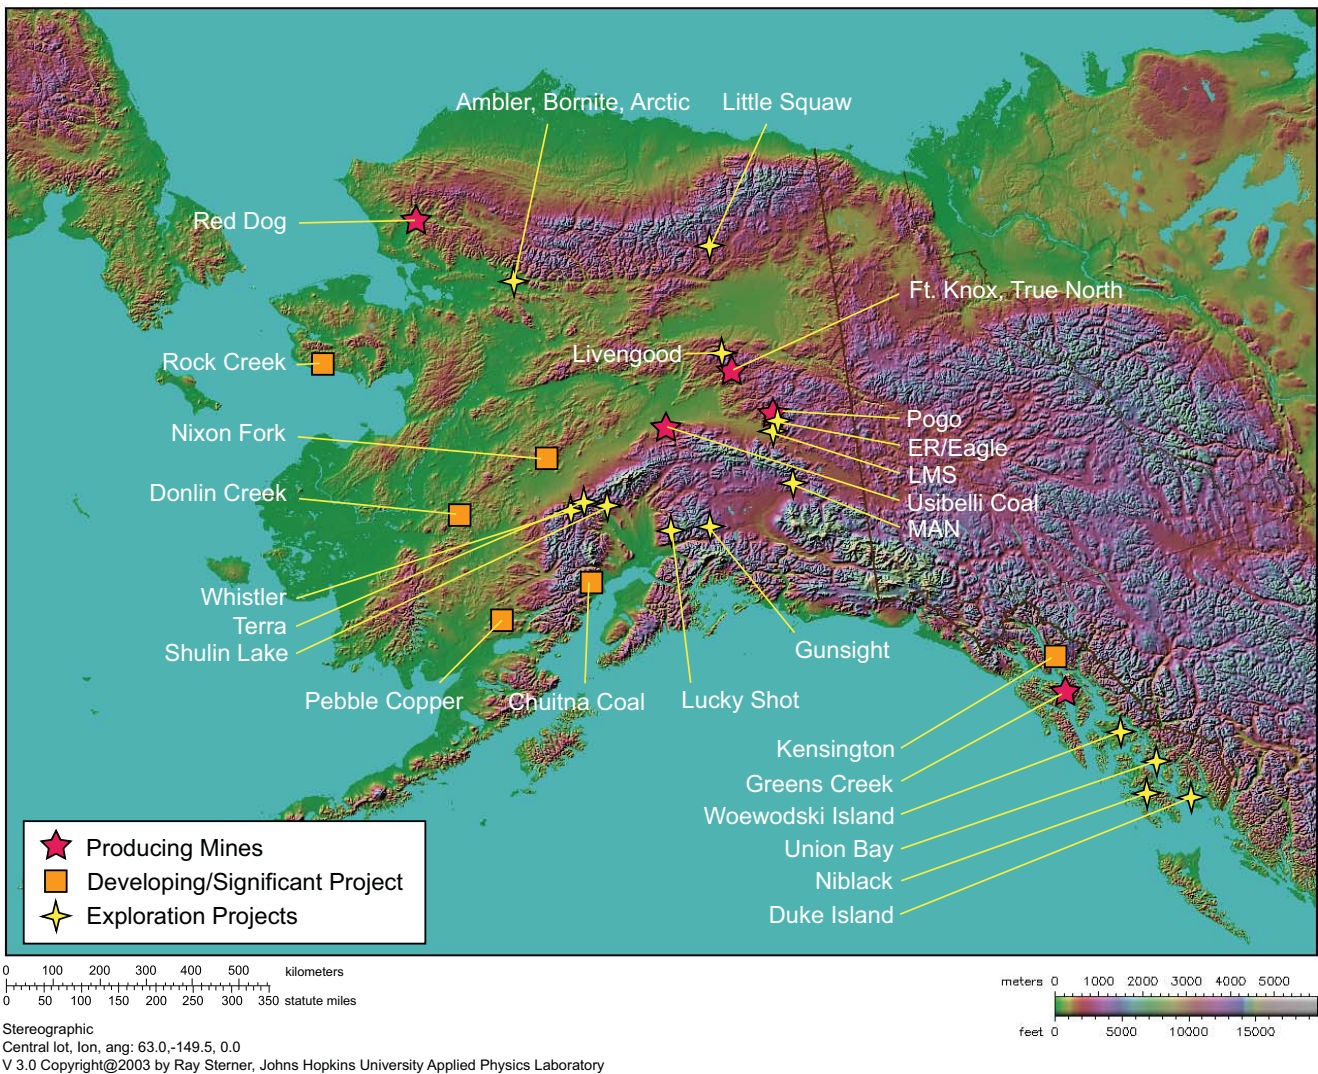 Ambler, Bornite, Arctic
Little Squaw
Red Dog
Ft. Knox, True North
Livengood
Rock Creek
Pogo
Nixon Fork
ER/Eagle
LMS
Donlin Creek
Usibelli Coal
MAN
Whistler
Terra
Shulin Lake
Gunsight
Pebble Copper
Chuitna Coal
Lucky Shot
Kensington
Greens Creek
Woewodski Island
Union Bay
Niblack
Duke Island
Producing Mines
Developing/Significant Project
Exploration Projects
0 100 200 300 400 500 kilometers
0 50 100 150 200 250 300 350 statute miles
meters 0 1000 2000 3000 4000 5000
feet 0 5000 10000 15000
Stereographic
Central lot, lon, ang: 63.0,-149.5, 0.0
V 3.0 Copyright@2003 by Ray Sterner, Johns Hopkins University Applied Physics Laboratory